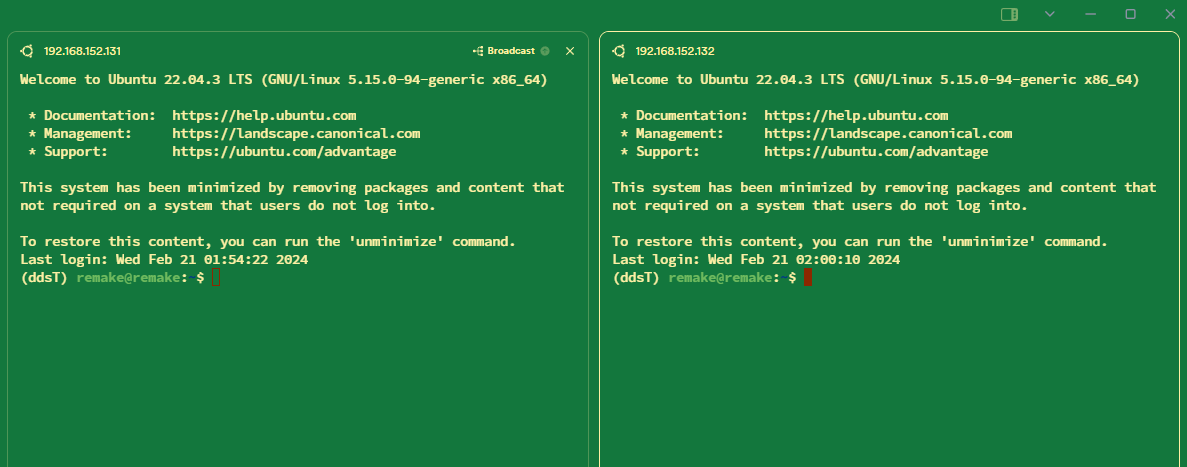 192.168.152.131 Broadcast
Welcome to Ubuntu 22.04.3 LTS (GNU/Linux 5.15.0-94-generic x86_64)
* Documentation: https://help.ubuntu.com
* Management: https://landscape.canonical.com
* Support: https://ubuntu.com/advantage
This system has been minimized by removing packages and content that
not required on a system that users do not log into.
To restore this content, you can run the 'unminimize' command.
Last login: Wed Feb 21 01:54:22 2024
(ddsT) remake@remake:~$
192.168.152.132
Welcome to Ubuntu 22.04.3 LTS (GNU/Linux 5.15.0-94-generic x86_64)
* Documentation: https://help.ubuntu.com
* Management: https://landscape.canonical.com
* Support: https://ubuntu.com/advantage
This system has been minimized by removing packages and content that
not required on a system that users do not log into.
To restore this content, you can run the 'unminimize' command.
Last login: Wed Feb 21 02:00:10 2024
(ddsT) remake@remake:~$